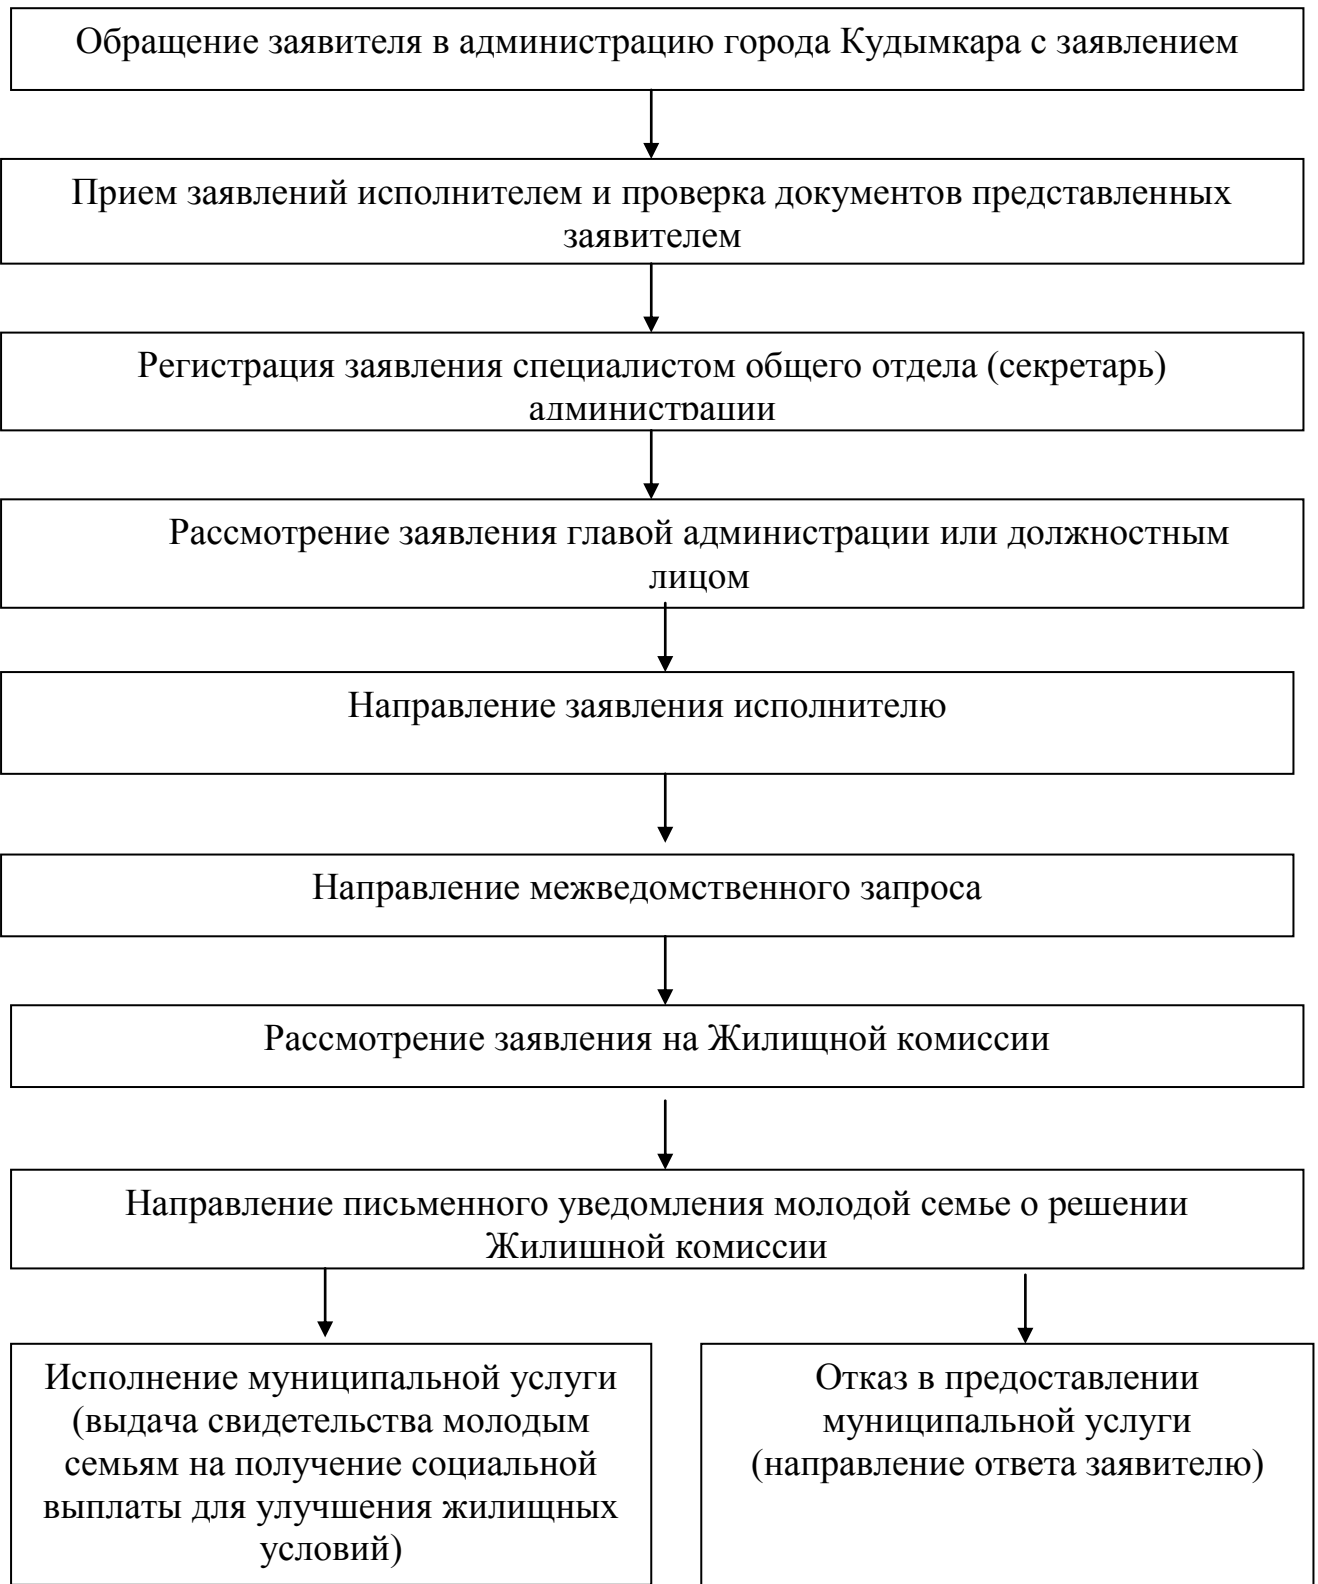 Обращение заявителя в администрацию города Кудымкара с заявлением
Прием заявлений исполнителем и проверка документов представленных
заявителем
Регистрация заявления специалистом общего отдела (секретарь)
администрации
Рассмотрение заявления главой администрации или должностным
лицом
Направление заявления исполнителю
Направление межведомственного запроса
Рассмотрение заявления на Жилищной комиссии
Направление письменного уведомления молодой семье о решении
Жилищной комиссии
Исполнение муниципальной услуги
(выдача свидетельства молодым
семьям на получение социальной
выплаты для улучшения жилищных
условий)
Отказ в предоставлении
муниципальной услуги
(направление ответа заявителю)